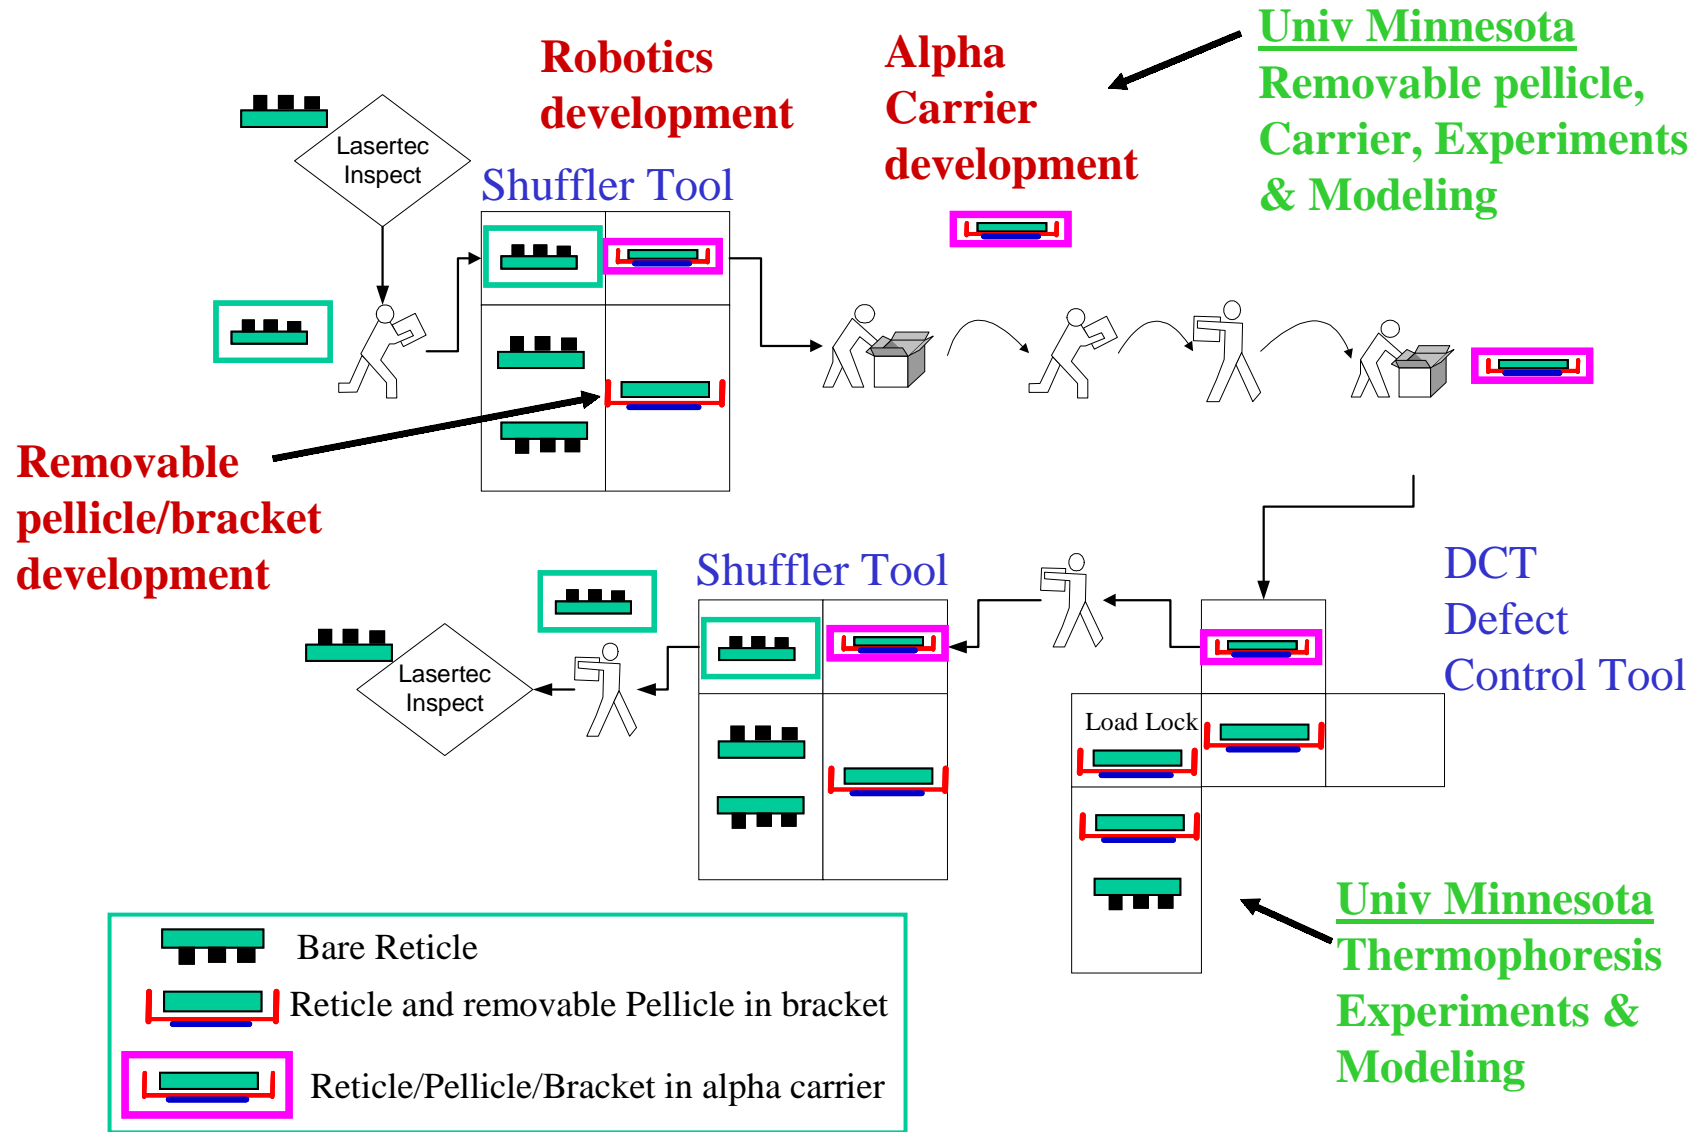 Robotics
development
Alpha
Carrier
development
Univ Minnesota
Removable pellicle,
Carrier, Experiments
& Modeling
Lasertec
Inspect
Shuffler Tool
Removable
pellicle/bracket
development
Shuffler Tool
DCT
Defect
Control Tool
Lasertec
Inspect
Load Lock
Univ Minnesota
Thermophoresis
Experiments &
Modeling
Bare Reticle
Reticle and removable Pellicle in bracket
Reticle/Pellicle/Bracket in alpha carrier